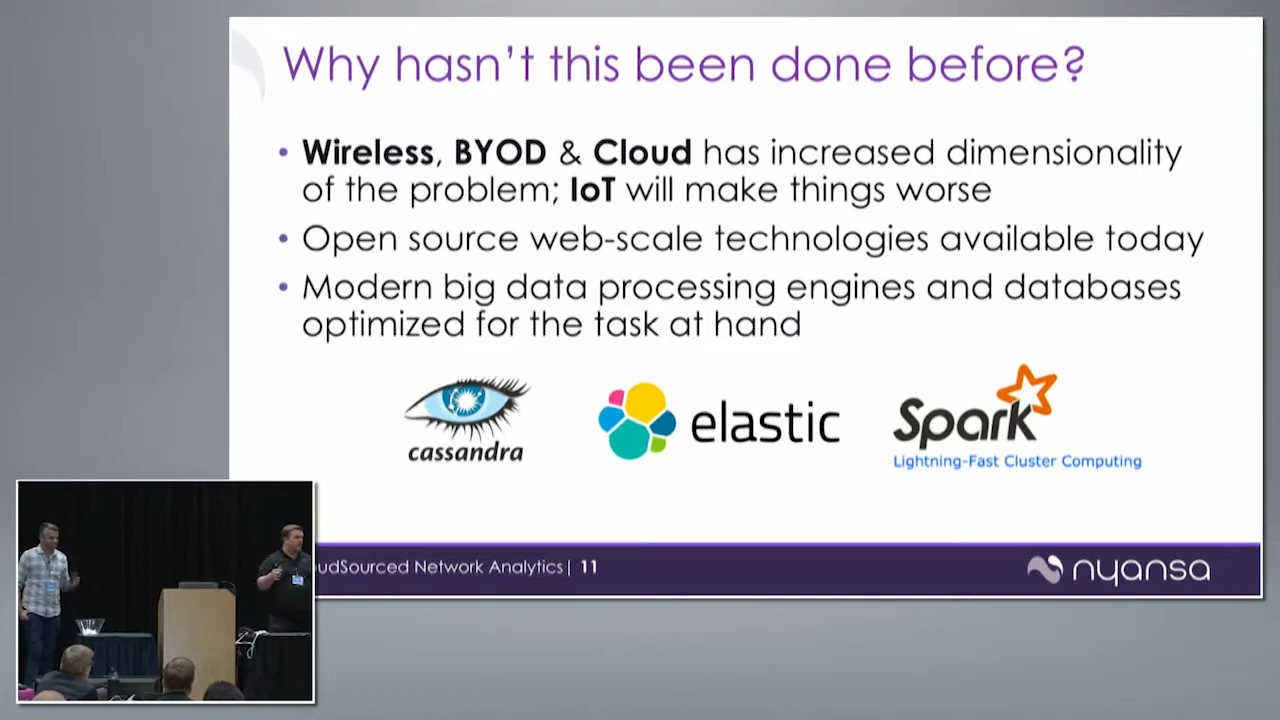 Why hasn't this been done before?
• Wireless, BYOD & Cloud has increased dimensionality
of the problem; IoT will make things worse
• Open source web-scale technologies available today
• Modern big data processing engines and databases
optimized for the task at hand
cassandra
elastic
Spark
Lightning-Fast Cluster Computing
oudSourced Network Analytics| 11
nyansa